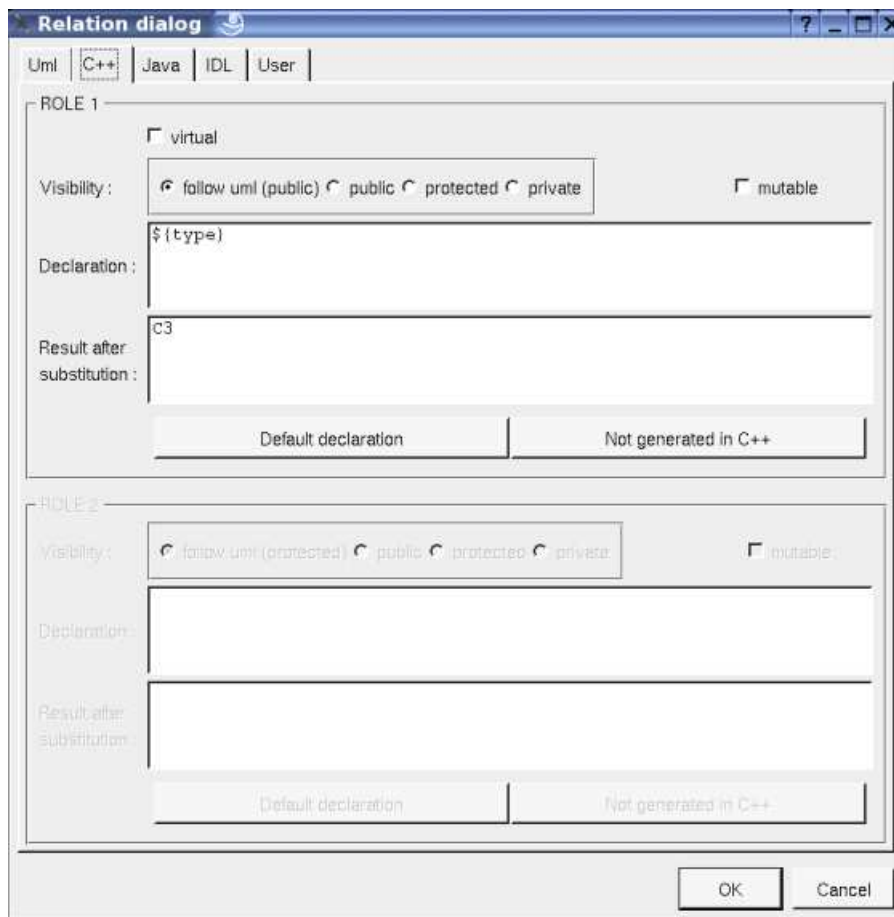 Relation dialog
Uml C++ Java IDL User
ROLE 1
virtual
Visibility : follow uml (public) public protected private mutable
Declaration : ${type}
Result after substitution : C3
Default declaration Not generated in C++
ROLE 2
Visibility : follow uml (protected) public protected private mutable
Declaration :
Result after
substitution :
Default declaration Not generated in C++
OK Cancel